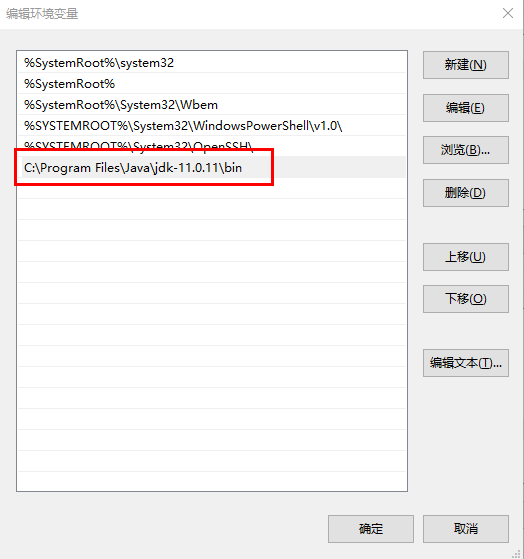 编辑环境变量
%SystemRoot%\system32
%SystemRoot%
%SystemRoot%\System32\Wbem
%SYSTEMROOT%\System32\WindowsPowerShell\v1.0\
%SYSTEMROOT%\System32\OpenSSH\
C:\Program Files\Java\jdk-11.0.11\bin
新建(N)
编辑(E)
浏览(B)...
删除(D)
上移(U)
下移(O)
编辑文本(T)...
确定
取消